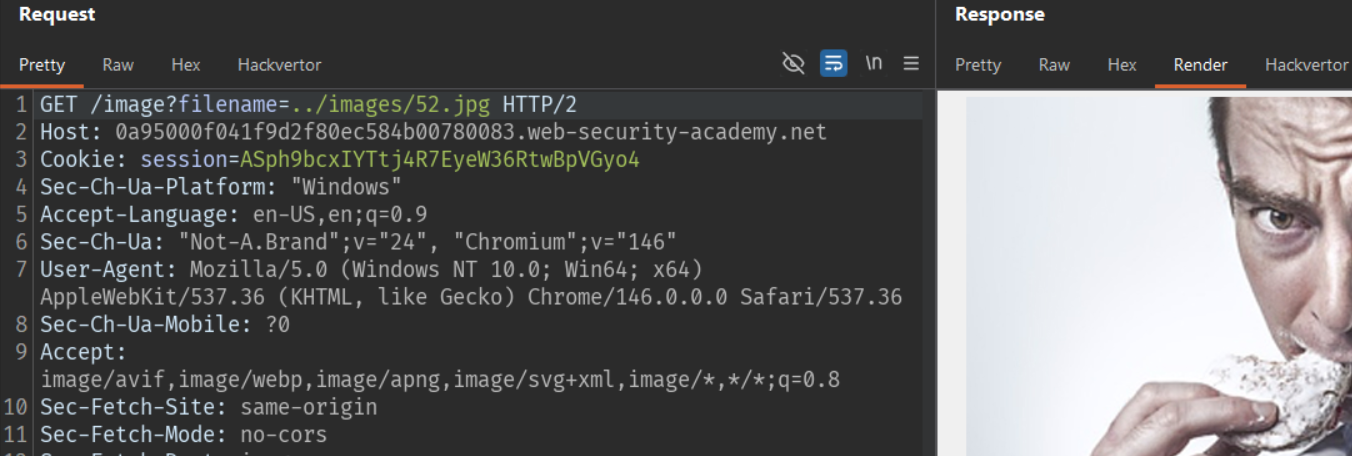 Request
Response
Pretty Raw Hex Hackvertor \n
Pretty Raw Hex Render Hackvertor
1 GET /image?filename=../images/52.jpg HTTP/2
2 Host: 0a95000f041f9d2f80ec584b00780083.web-security-academy.net
3 Cookie: session=ASph9bcxIYTtj4R7EyeW36RtwBpVGyo4
4 Sec-Ch-Ua-Platform: "Windows"
5 Accept-Language: en-US,en;q=0.9
6 Sec-Ch-Ua: "Not-A.Brand";v="24", "Chromium";v="146"
7 User-Agent: Mozilla/5.0 (Windows NT 10.0; Win64; x64)
AppleWebKit/537.36 (KHTML, like Gecko) Chrome/146.0.0.0 Safari/537.36
8 Sec-Ch-Ua-Mobile: ?0
9 Accept:
image/avif,image/webp,image/apng,image/svg+xml,image/*,*/*;q=0.8
10 Sec-Fetch-Site: same-origin
11 Sec-Fetch-Mode: no-cors